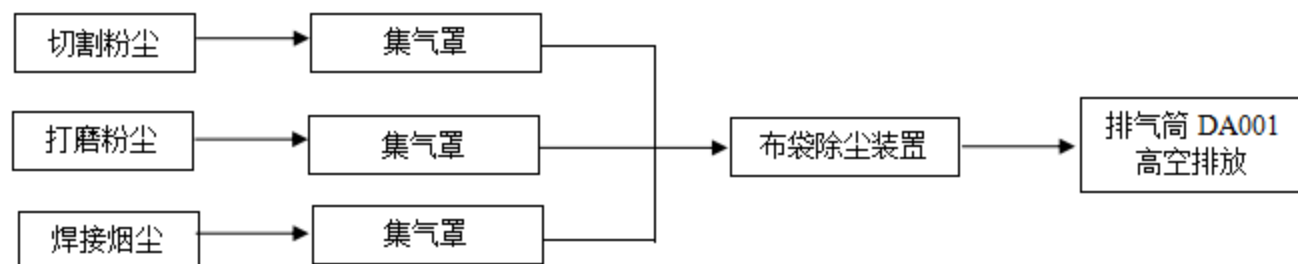 切割粉尘
集气罩
打磨粉尘
集气罩
焊接烟尘
集气罩
布袋除尘装置
排气筒 DA001
高空排放